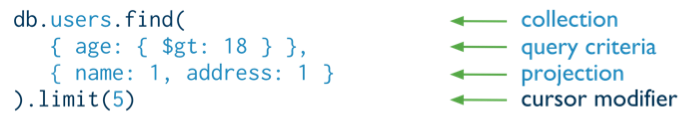 db.users.find( collection
{ age: { $gt: 18 } }, query criteria
{ name: 1, address: 1 } projection
).limit(5) cursor modifier